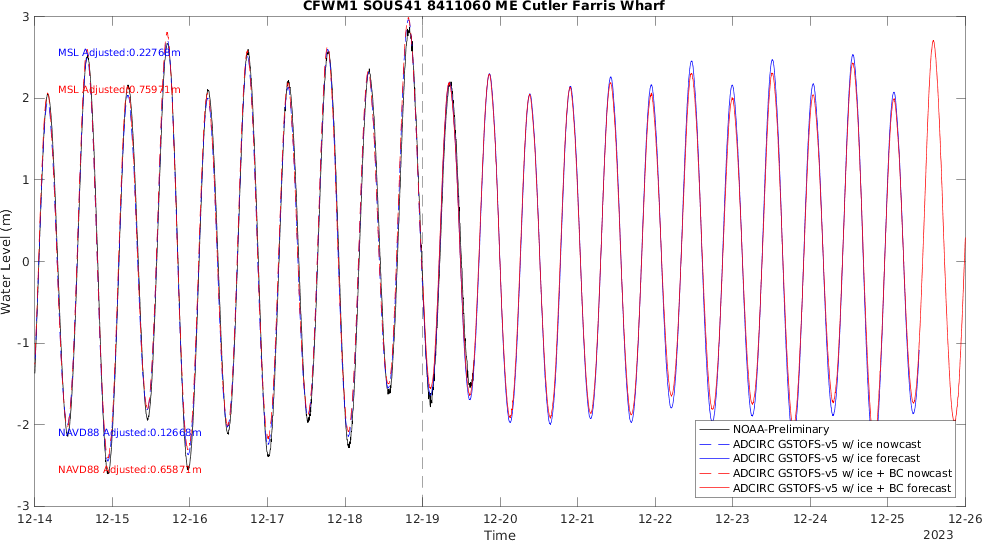 CFWM1 SOUS41 8411060 ME Cutler Farris Wharf
3
2
1
0
-1
-2
-3
Water Level (m)
MSL Adjusted:0.22768m
MSL Adjusted:0.75971m
NAVD88 Adjusted:0.12668m
NAVD88 Adjusted:0.65871m
NOAA-Preliminary
ADCIRC GSTOFS-v5 w/ ice nowcast
ADCIRC GSTOFS-v5 w/ ice forecast
ADCIRC GSTOFS-v5 w/ ice + BC nowcast
ADCIRC GSTOFS-v5 w/ ice + BC forecast
12-14 12-15 12-16 12-17 12-18 12-19 12-20 12-21 12-22 12-23 12-24 12-25 12-26
Time
2023